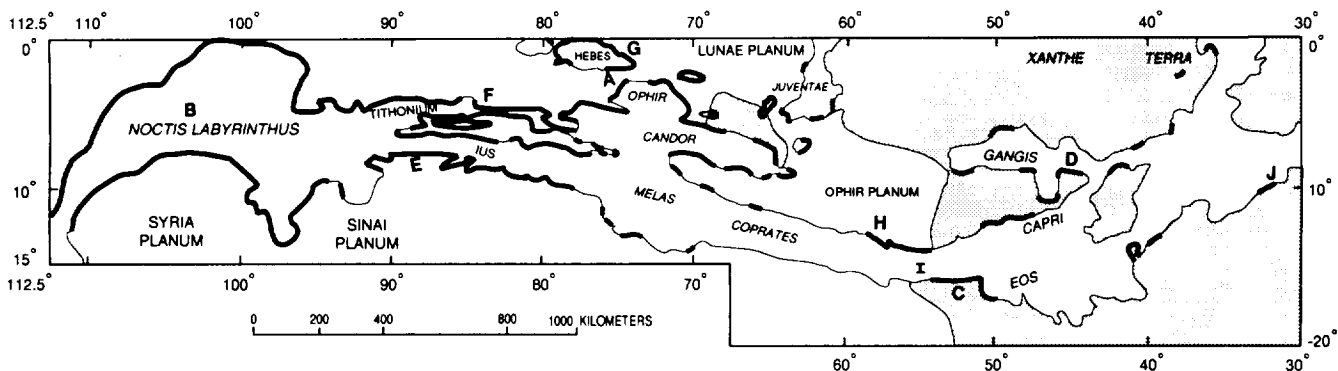 112.5° 110° 100° 90° 80° 70° 60° 50° 40° 30°
0° G 0°
HEBES LUNAE PLANUM XANTHE TERRA
A
F OPHIR JUVENTAE
B TITHONIUM
NOCTIS LABYRINTHUS CANDOR
IUS GANGIS D
E
10° MELAS OPHIR PLANUM J 10°
SYRIA PLANUM
SINAI PLANUM
COPRATES H CAPRI
15° I
EOS
C
112.5° 110° 100° 90° 80° 70°
0 200 400 800 1000 KILOMETERS
-20°
60° 50° 40° 30°